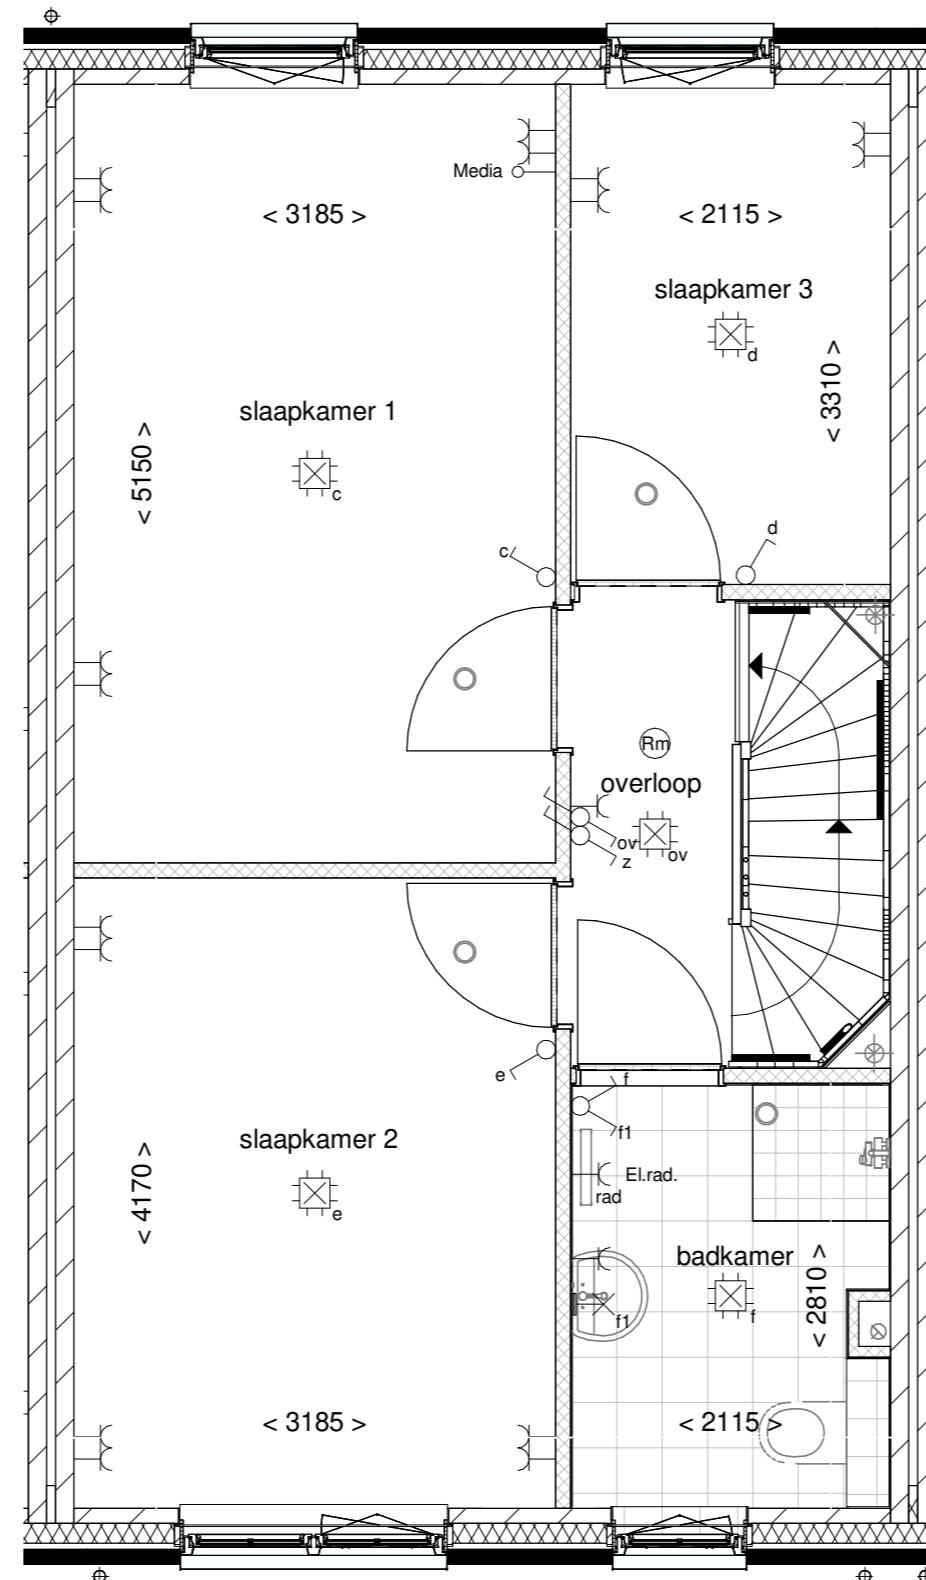 Media
< 3185 >
< 2115 >
slaapkamer 3
d
< 3310 >
slaapkamer 1
c
< 5150 >
c
d
Rm
overloop
ov
ov
z
e
f
f1
slaapkamer 2
e
< 4170 >
El.rad.
rad
badkamer
f
f1
< 2810 >
< 3185 >
< 2115 >